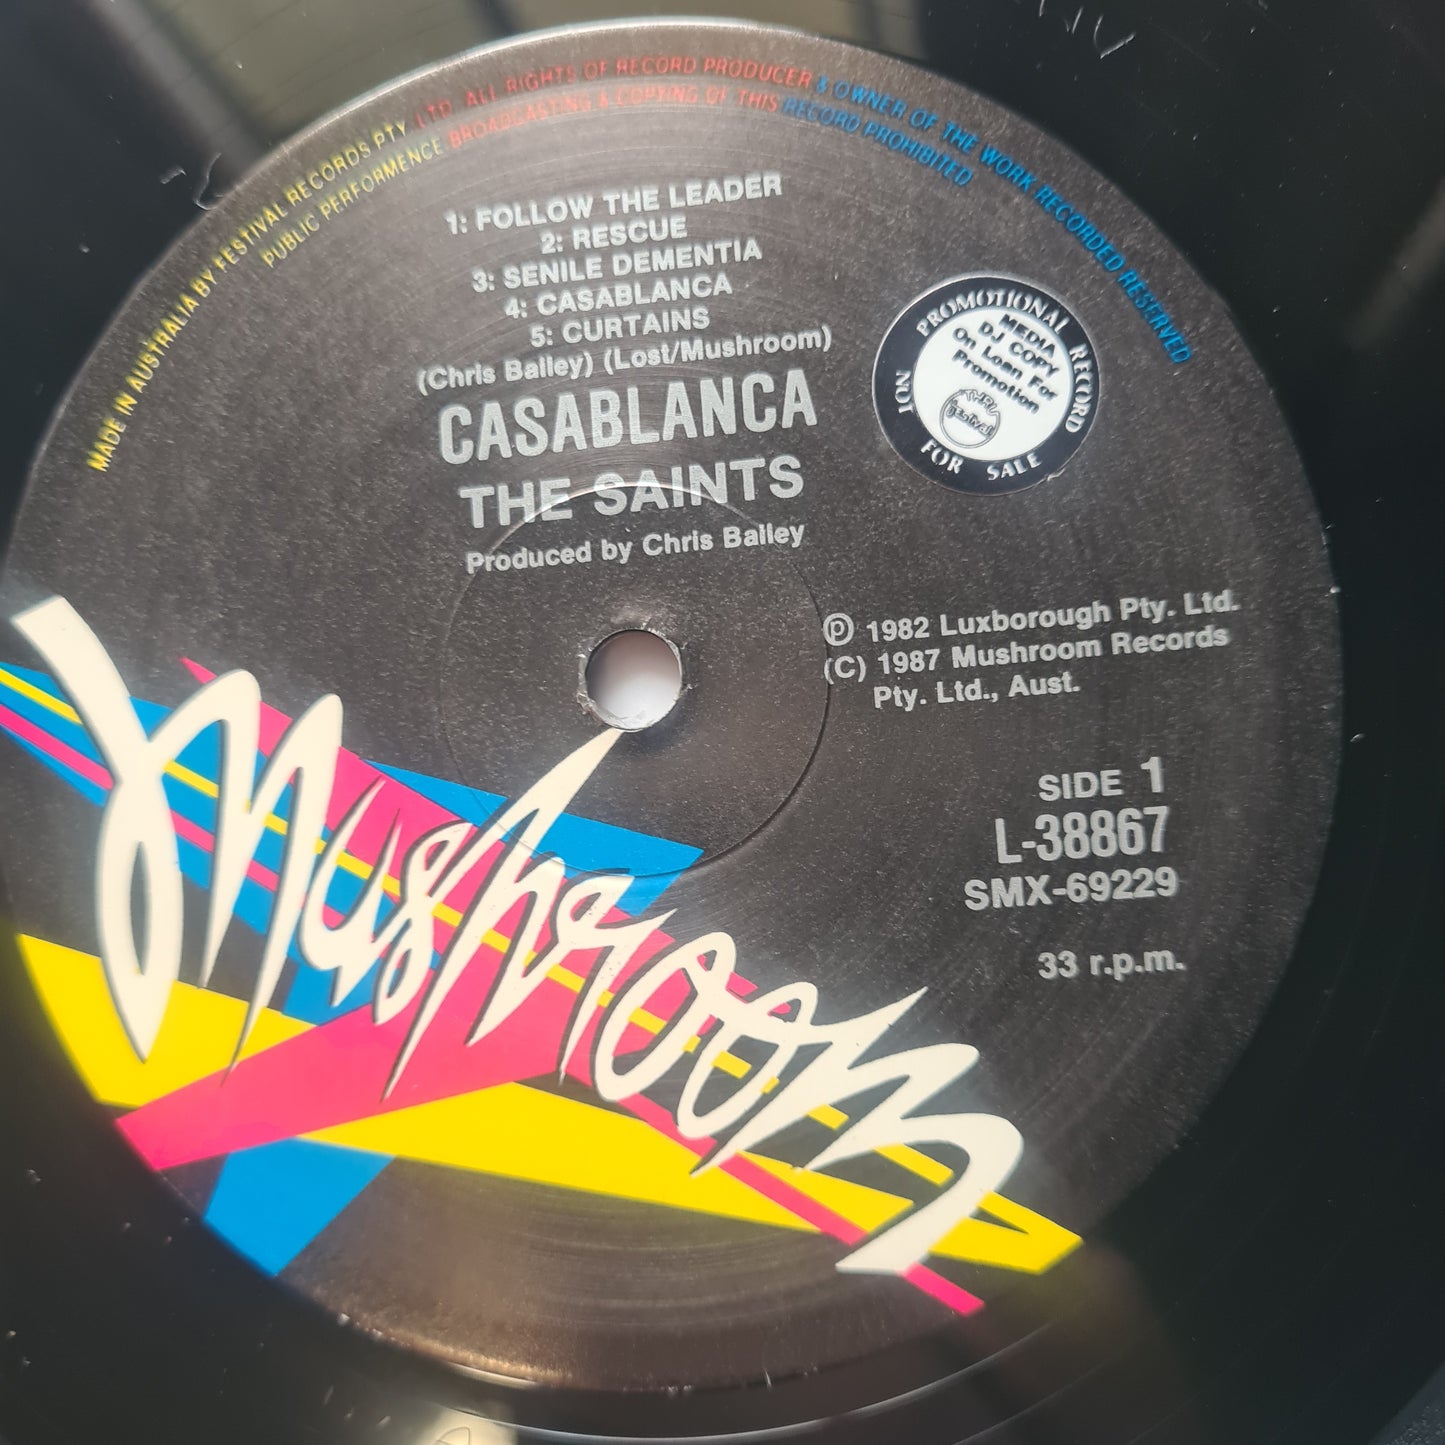 MADE IN AUSTRALIA BY FESTIVAL RECORDS PTY. LTD. ALL RIGHTS OF RECORD PRODUCER & OWNER OF THE WORK RECORDED RESERVED
PUBLIC PERFORMENCE BROADCASTING & COPYING OF THIS RECORD PROHIBITED
1: FOLLOW THE LEADER
2: RESCUE
3: SENILE DEMENTIA
4: CASABLANCA
5: CURTAINS
(Chris Bailey) (Lost/Mushroom)
CASABLANCA
THE SAINTS
Produced by Chris Bailey
PROMOTIONAL RECORD
NOT FOR SALE
MEDIA
DJ COPY
On Loan For
Promotion
Festival
℗ 1982 Luxborough Pty. Ltd.
(C) 1987 Mushroom Records
Pty. Ltd., Aust.
SIDE 1
L-38867
SMX-69229
33 r.p.m.
Mushroom